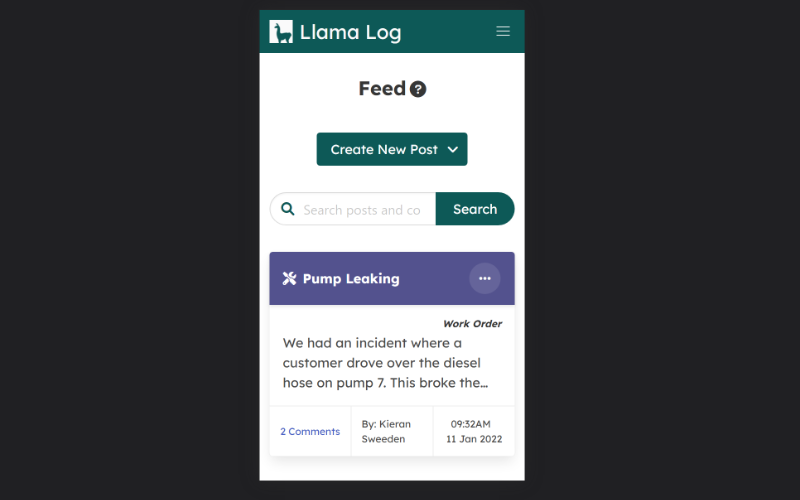 Llama Log
Feed ?
Create New Post
Search posts and co
Search
Pump Leaking
Work Order
We had an incident where a
customer drove over the diesel
hose on pump 7. This broke the...
2 Comments
By: Kieran
Sweeden
09:32AM
11 Jan 2022